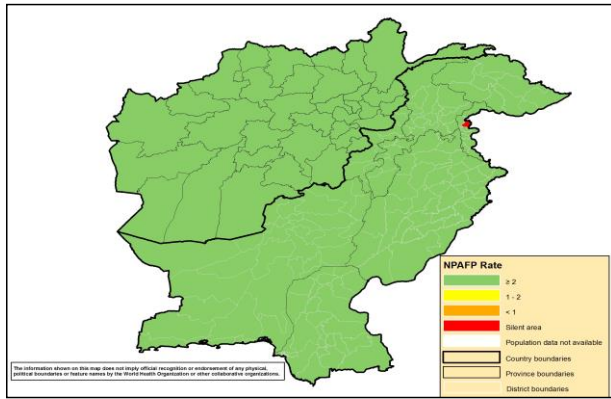 NPAFP Rate
≥ 2
1 - 2
< 1
Silent area
Population data not available
Country boundaries
Province boundaries
District boundaries
The information shown on this map does not imply official recognition or endorsement of any physical,
political boundaries or feature names by the World Health Organization or other collaborative organizations.